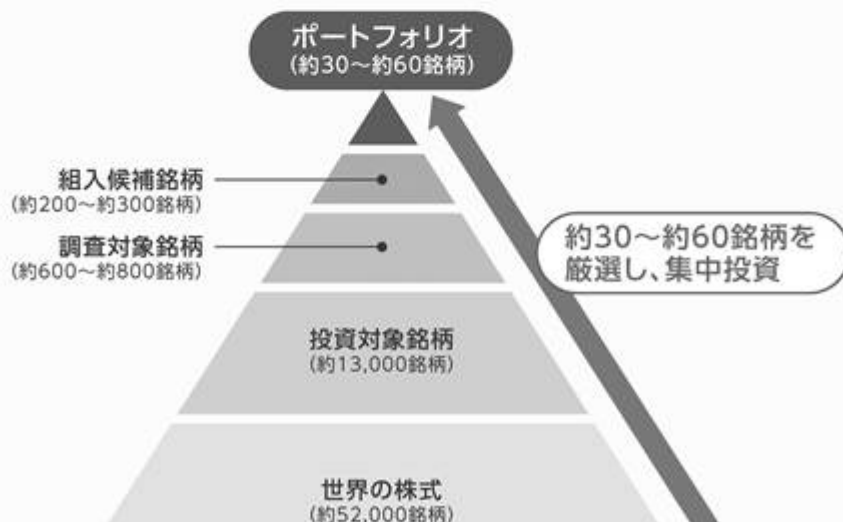 ポートフォリオ
(約30～約60銘柄)
組入候補銘柄
(約200～約300銘柄)
調査対象銘柄
(約600～約800銘柄)
約30～約60銘柄を
厳選し、集中投資
投資対象銘柄
(約13,000銘柄)
世界の株式
(約52,000銘柄)